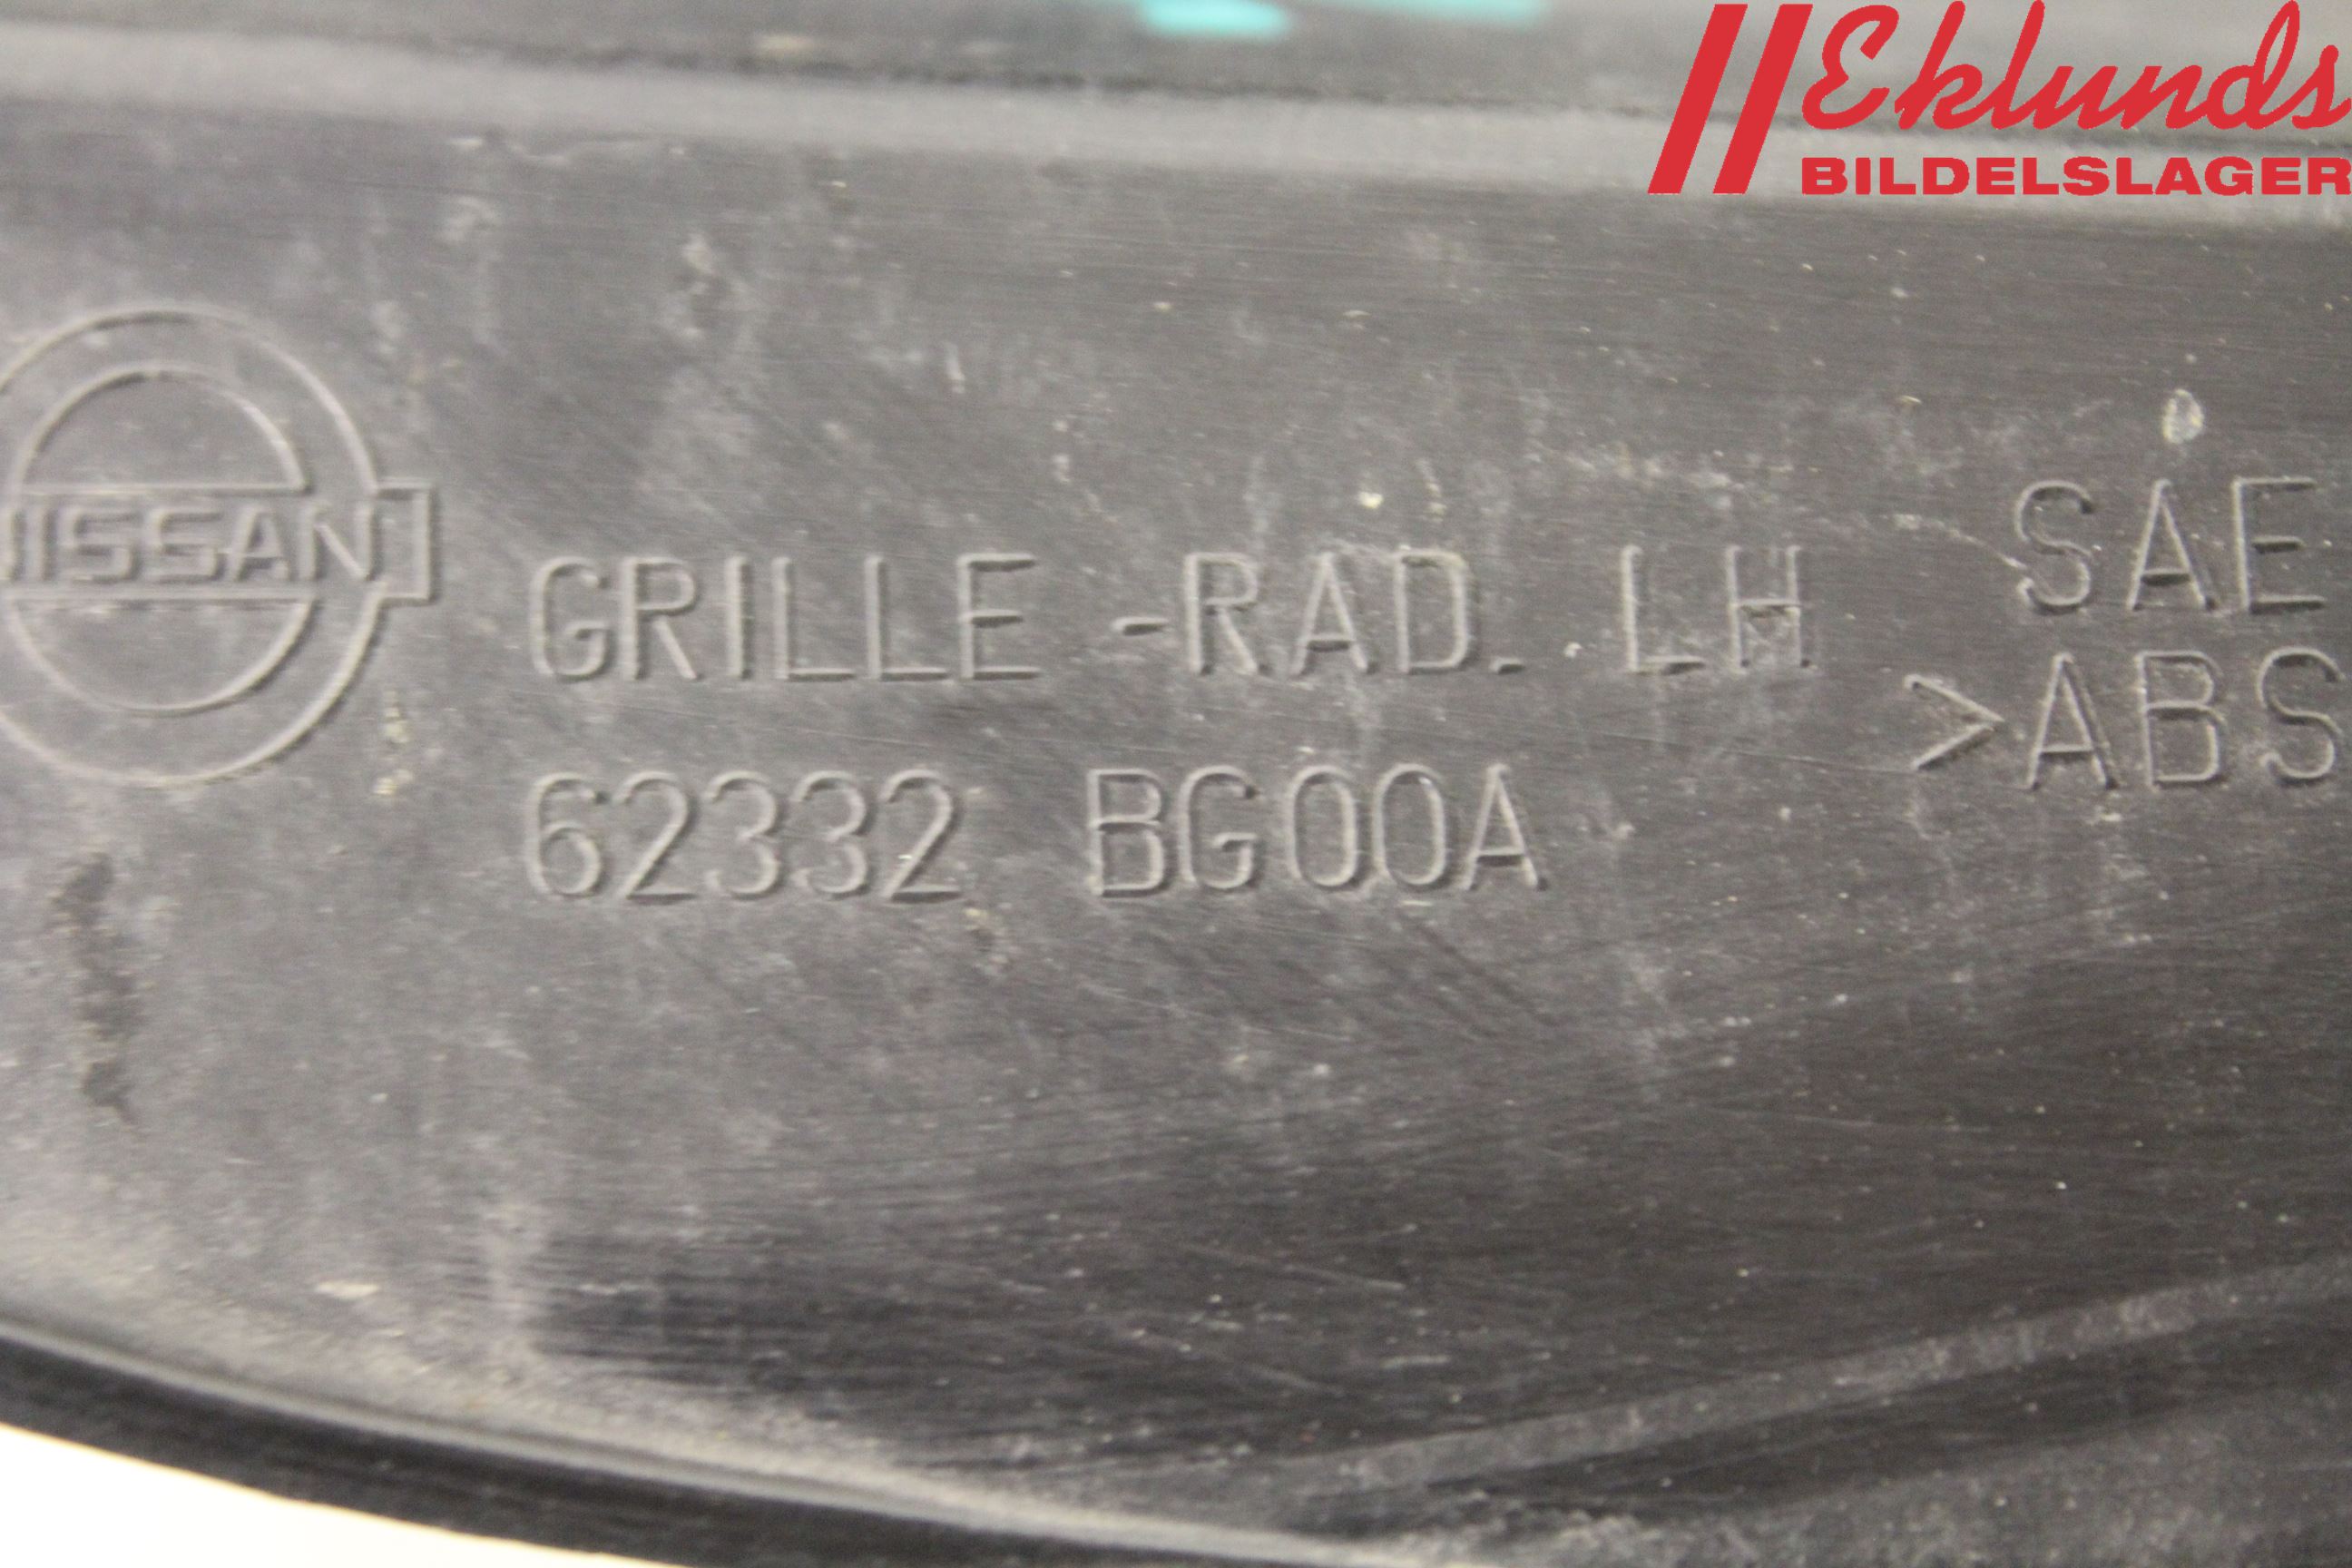 Eklunds
BILDELSLAGER
NISSAN
GRILLE -RAD. LH
62332 BG00A
SAE
>ABS